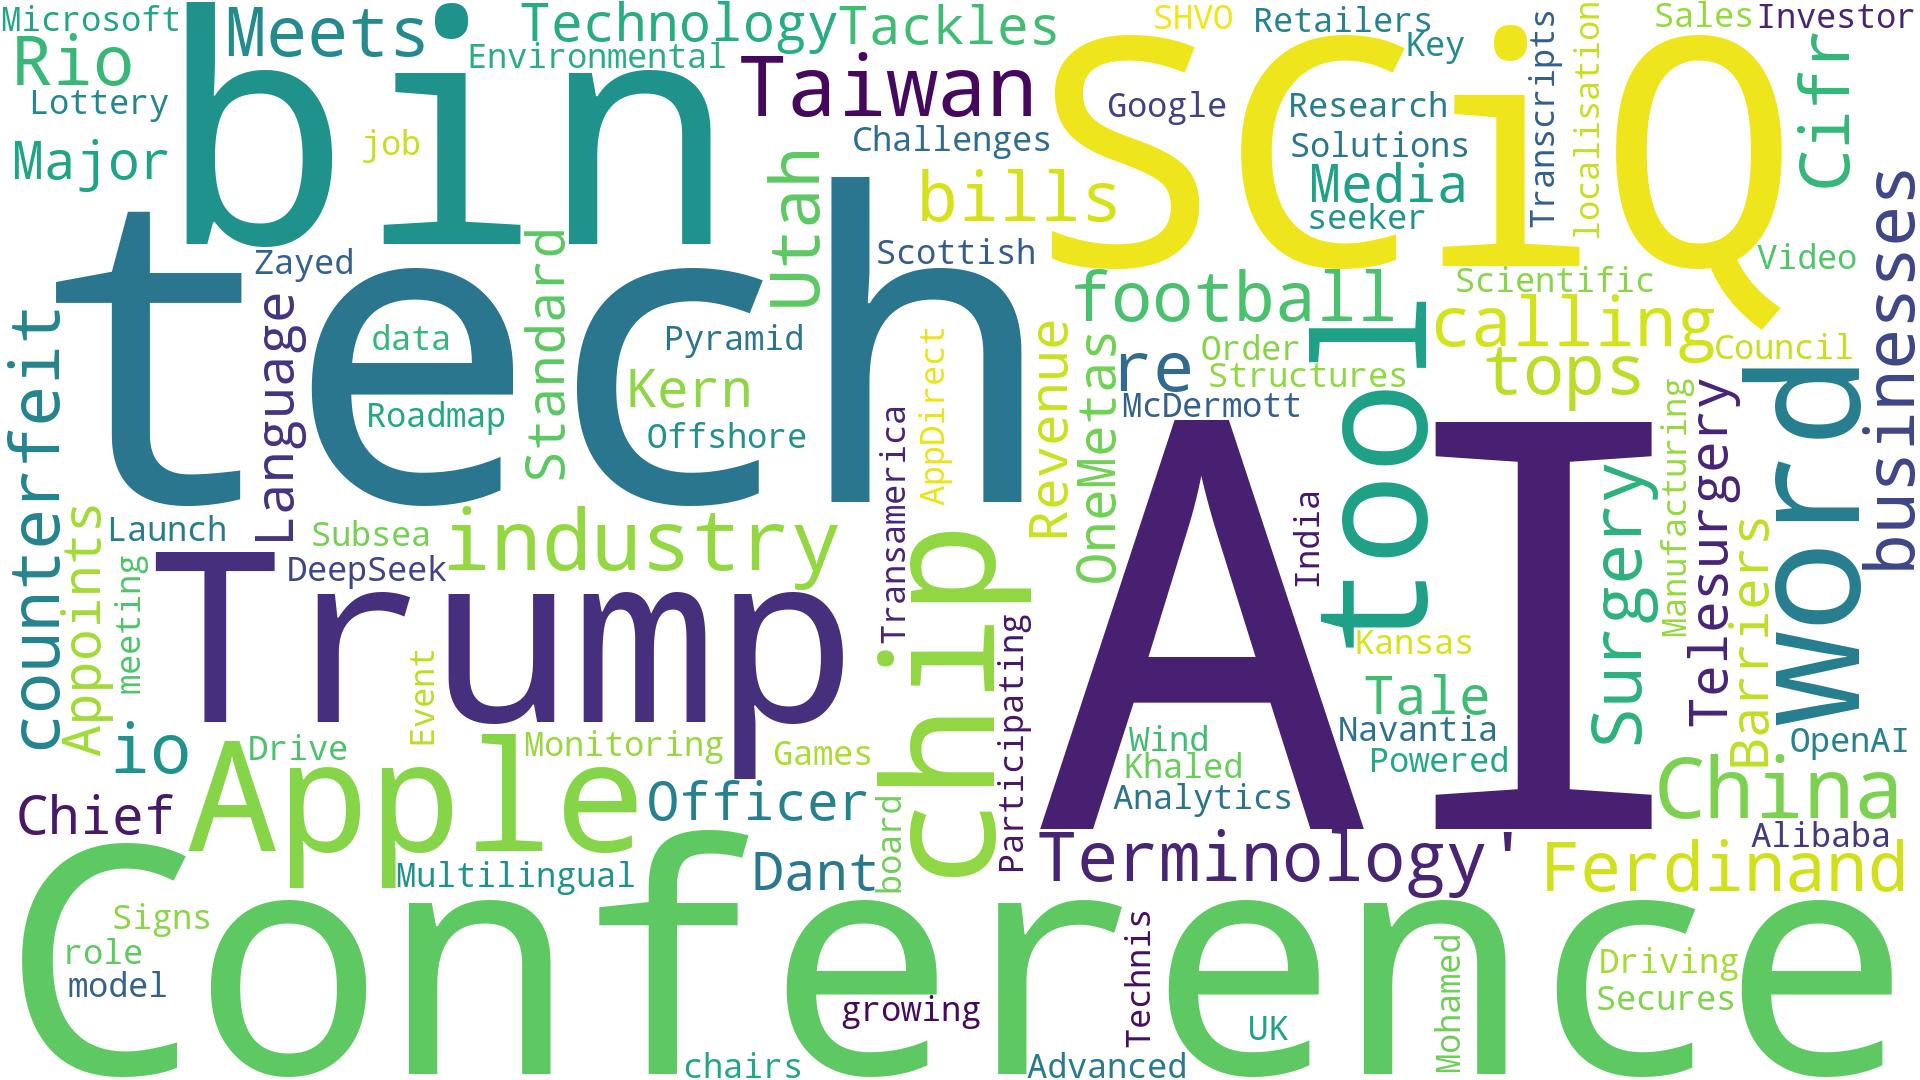 Microsoft
bin
Meets
Technology
Tackles
SHVO
Retailers
Key
Transcripts
localisation
Sales
Investor
Rio
Environmental
Taiwan
SCiQ
Cifr
Lottery
job
Google
Research
Major
Challenges
Solutions
Utah
bills
Media
seeker
businesses
tech
Zayed
Standard
Scottish
Video
Language
football
Scientific
counterfeit
data
Pyramid
AppDirect
Revenue
OneMetas
re
Order
tool
calling
Council
Kern
Structures
tops
Word
Roadmap
Offshore
Transamerica
McDermott
Manufacturing
Telesurgery
Appoints
Launch
Subsea
industry
chip
AI
India
Surgery
Barriers
meeting
Trump
DeepSeek
Participating
Kansas
Event
Tale
io
Drive
Apple
Monitoring
Games
Wind
Navantia
OpenAI
Khaled
Powered
China
Chief
Officer
board
Analytics
Multilingual
Dant
Terminology'
Alibaba
Ferdinand
Conference
Signs
role
model
Technis
Mohamed
Driving
growing
Secures
UK
chairs
Advanced